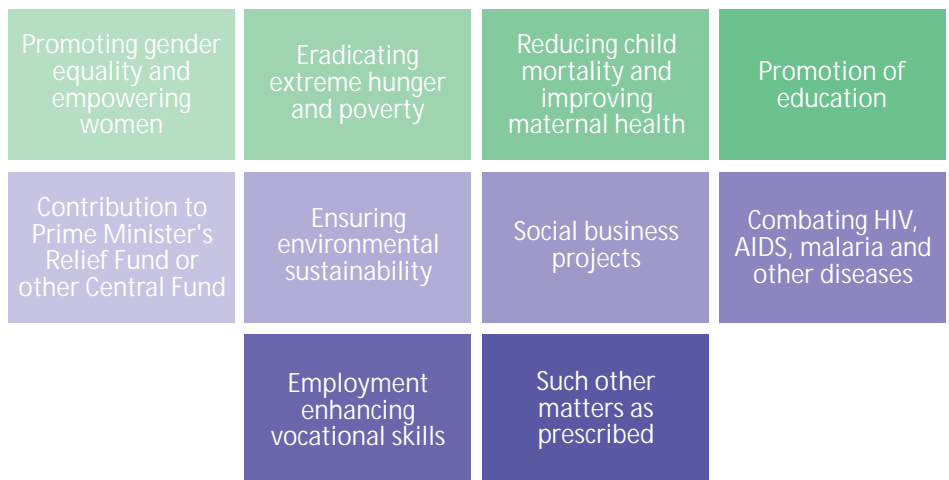 Promoting gender
equality and
empowering
women
Eradicating
extreme hunger
and poverty
Reducing child
mortality and
improving
maternal health
Promotion of
education
Contribution to
Prime Minister's
Relief Fund or
other Central Fund
Ensuring
environmental
sustainability
Social business
projects
Combating HIV,
AIDS, malaria and
other diseases
Employment
enhancing
vocational skills
Such other
matters as
prescribed